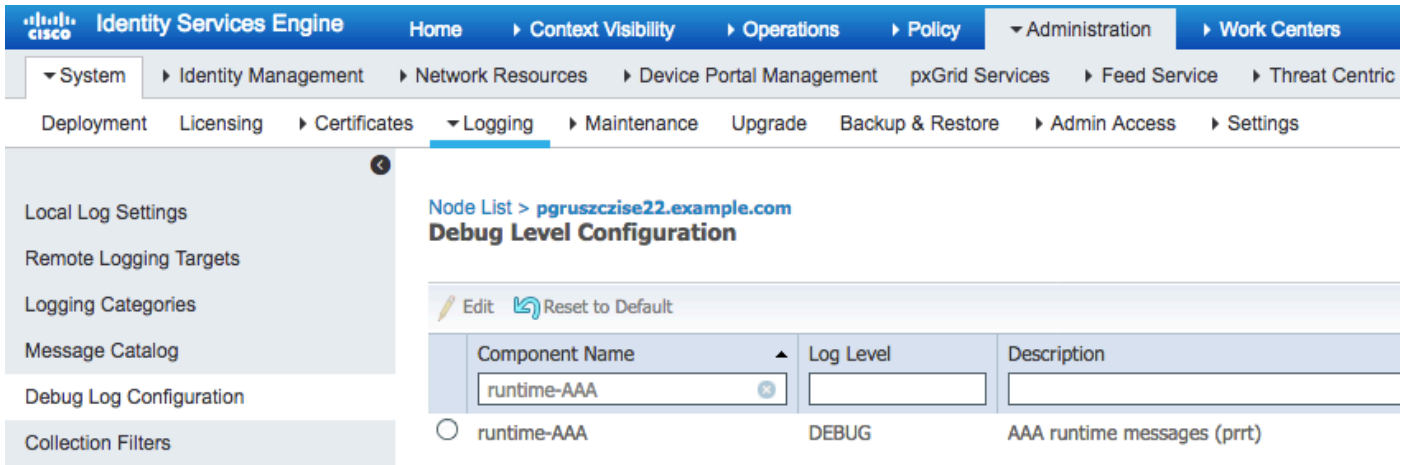 cisco Identity Services Engine Home Context Visibility Operations Policy Administration Work Centers
System Identity Management Network Resources Device Portal Management pxGrid Services Feed Service Threat Centric
Deployment Licensing Certificates Logging Maintenance Upgrade Backup & Restore Admin Access Settings
Local Log Settings
Remote Logging Targets
Logging Categories
Message Catalog
Debug Log Configuration
Collection Filters
Node List > pgruszczise22.example.com
Debug Level Configuration
Edit Reset to Default
Component Name Log Level Description
runtime-AAA
runtime-AAA DEBUG AAA runtime messages (prrt)